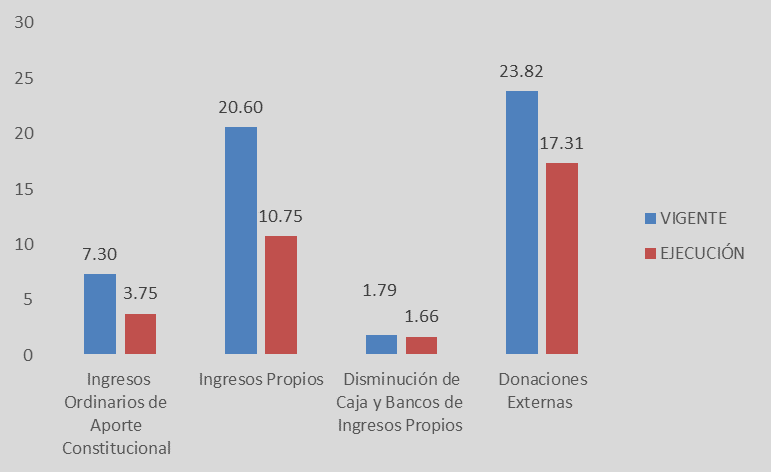 30
25
20
15
10
5
0
7.30
3.75
20.60
10.75
1.79
1.66
23.82
17.31
Ingresos
Ordinarios de
Aporte
Constitucional
Ingresos Propios
Disminución de
Caja y Bancos de
Ingresos Propios
Donaciones
Externas
VIGENTE
EJECUCIÓN